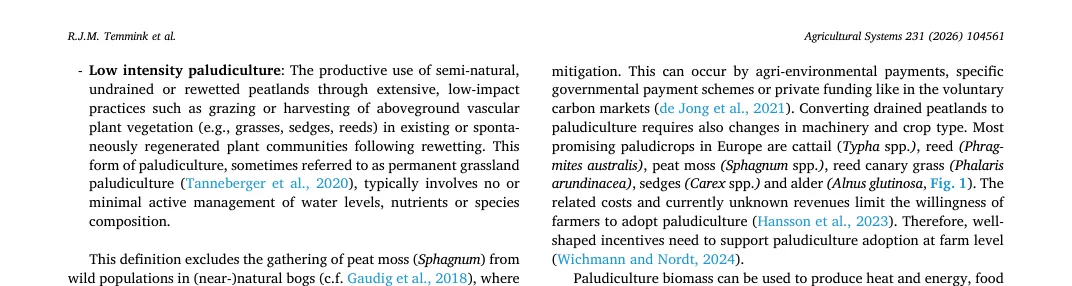 R.J.M. Temmink et al.
Agricultural Systems 231 (2026) 104561
- Low intensity paludiculture: The productive use of semi-natural,
undrained or rewetted peatlands through extensive, low-impact
practices such as grazing or harvesting of aboveground vascular
plant vegetation (e.g., grasses, sedges, reeds) in existing or sponta-
neously regenerated plant communities following rewetting. This
form of paludiculture, sometimes referred to as permanent grassland
paludiculture (Tanneberger et al., 2020), typically involves no or
minimal active management of water levels, nutrients or species
composition.
This definition excludes the gathering of peat moss (Sphagnum) from
wild populations in (near-)natural bogs (c.f. Gaudig et al., 2018), where
mitigation. This can occur by agri-environmental payments, specific
governmental payment schemes or private funding like in the voluntary
carbon markets (de Jong et al., 2021). Converting drained peatlands to
paludiculture requires also changes in machinery and crop type. Most
promising paludicrops in Europe are cattail (Typha spp.), reed (Phrag-
mites australis), peat moss (Sphagnum spp.), reed canary grass (Phalaris
arundinacea), sedges (Carex spp.) and alder (Alnus glutinosa, Fig. 1). The
related costs and currently unknown revenues limit the willingness of
farmers to adopt paludiculture (Hansson et al., 2023). Therefore, well-
shaped incentives need to support paludiculture adoption at farm level
(Wichmann and Nordt, 2024).
Paludiculture biomass can be used to produce heat and energy, food